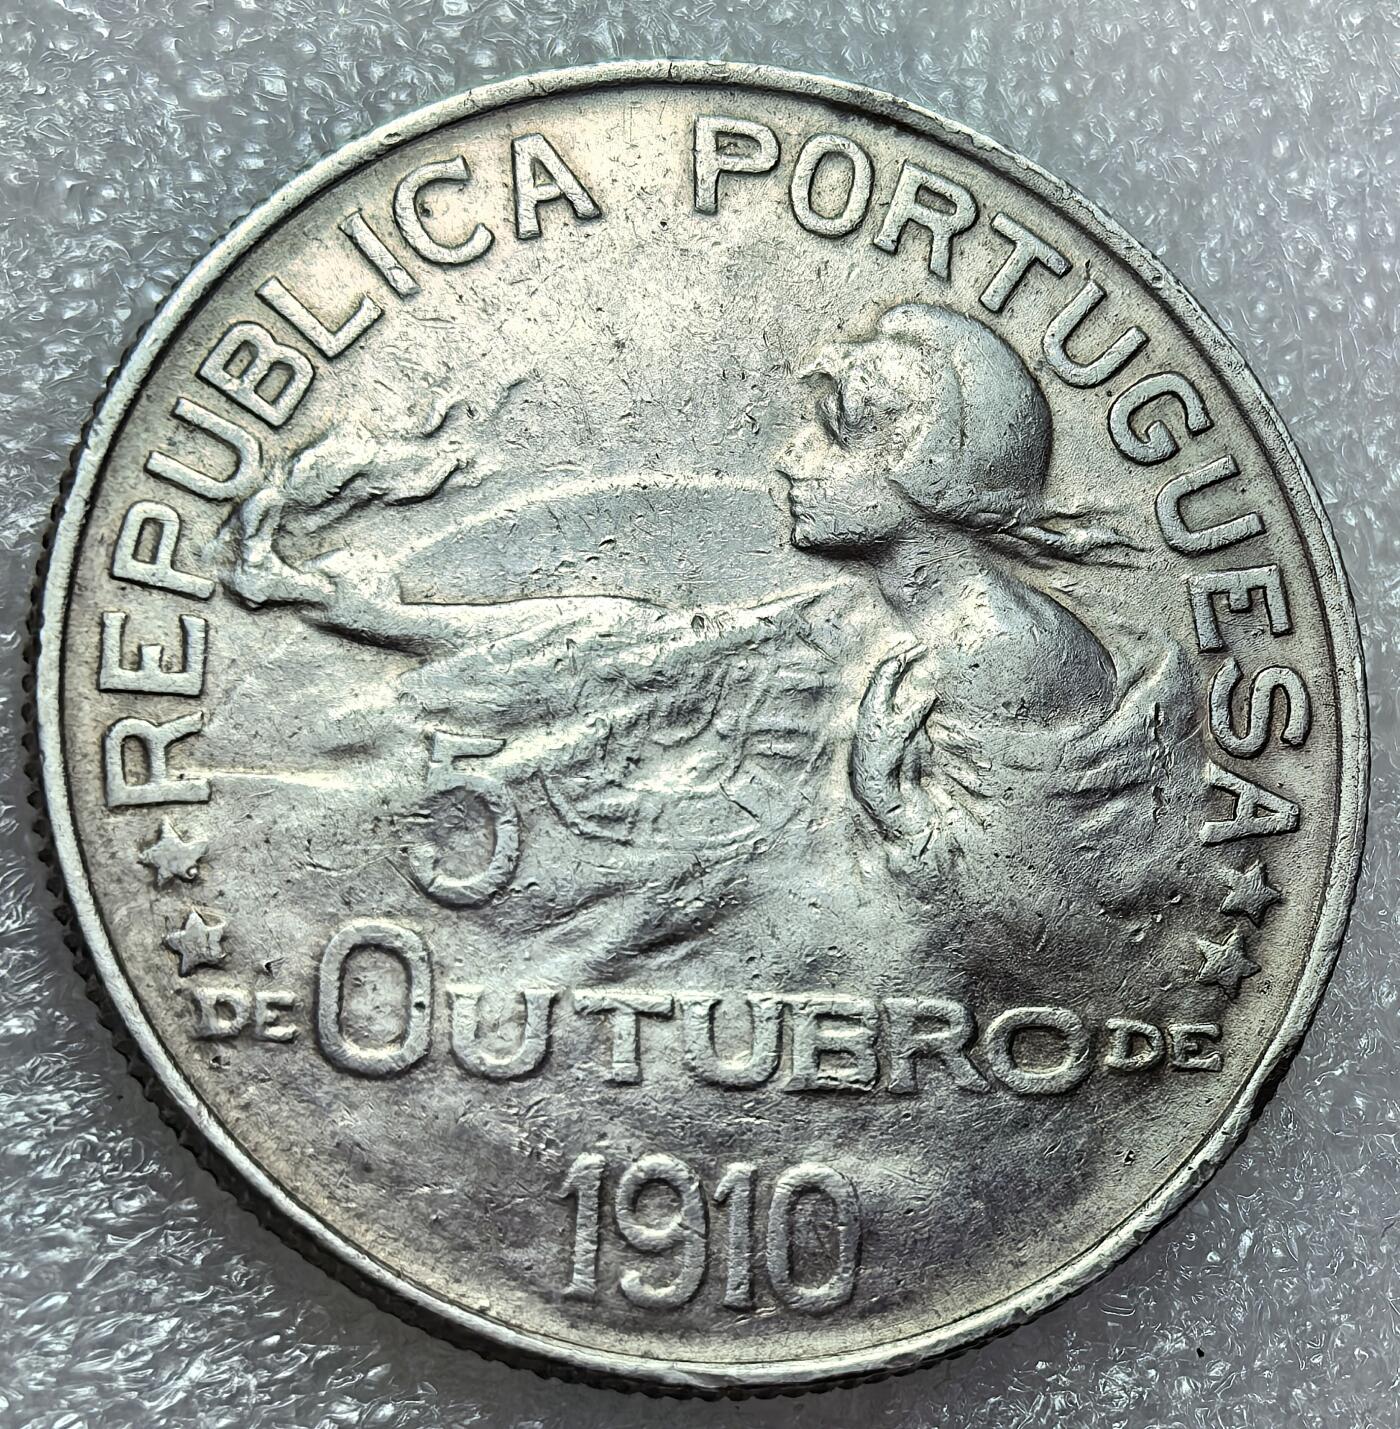 REPUBLICA PORTUGUESA
5
DE OUTUBRO DE
1910